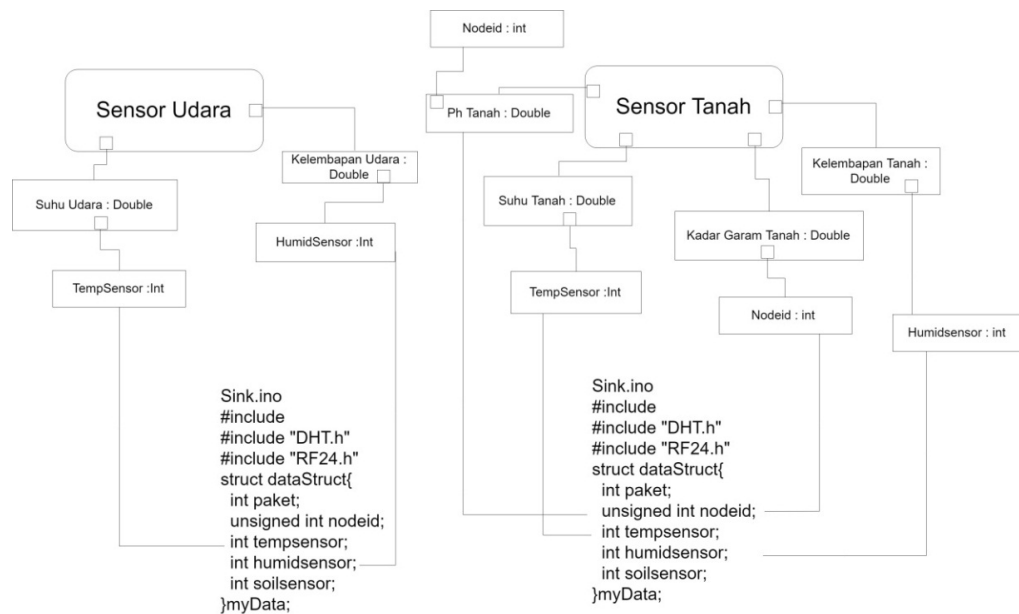 Nodeid : int
Sensor Udara
Ph Tanah : Double
Sensor Tanah
Kelembapan Udara :
Double
Kelembapan Tanah :
Double
Suhu Udara : Double
Suhu Tanah : Double
HumidSensor :Int
Kadar Garam Tanah : Double
TempSensor :Int
TempSensor :Int
Nodeid : int
Humidsensor : int
Sink.ino
#include
#include "DHT.h"
#include "RF24.h"
struct dataStruct{
int paket;
unsigned int nodeid;
int tempsensor;
int humidsensor;
int soilsensor;
}myData;
Sink.ino
#include
#include "DHT.h"
#include "RF24.h"
struct dataStruct{
int paket;
unsigned int nodeid;
int tempsensor;
int humidsensor;
int soilsensor;
}myData;